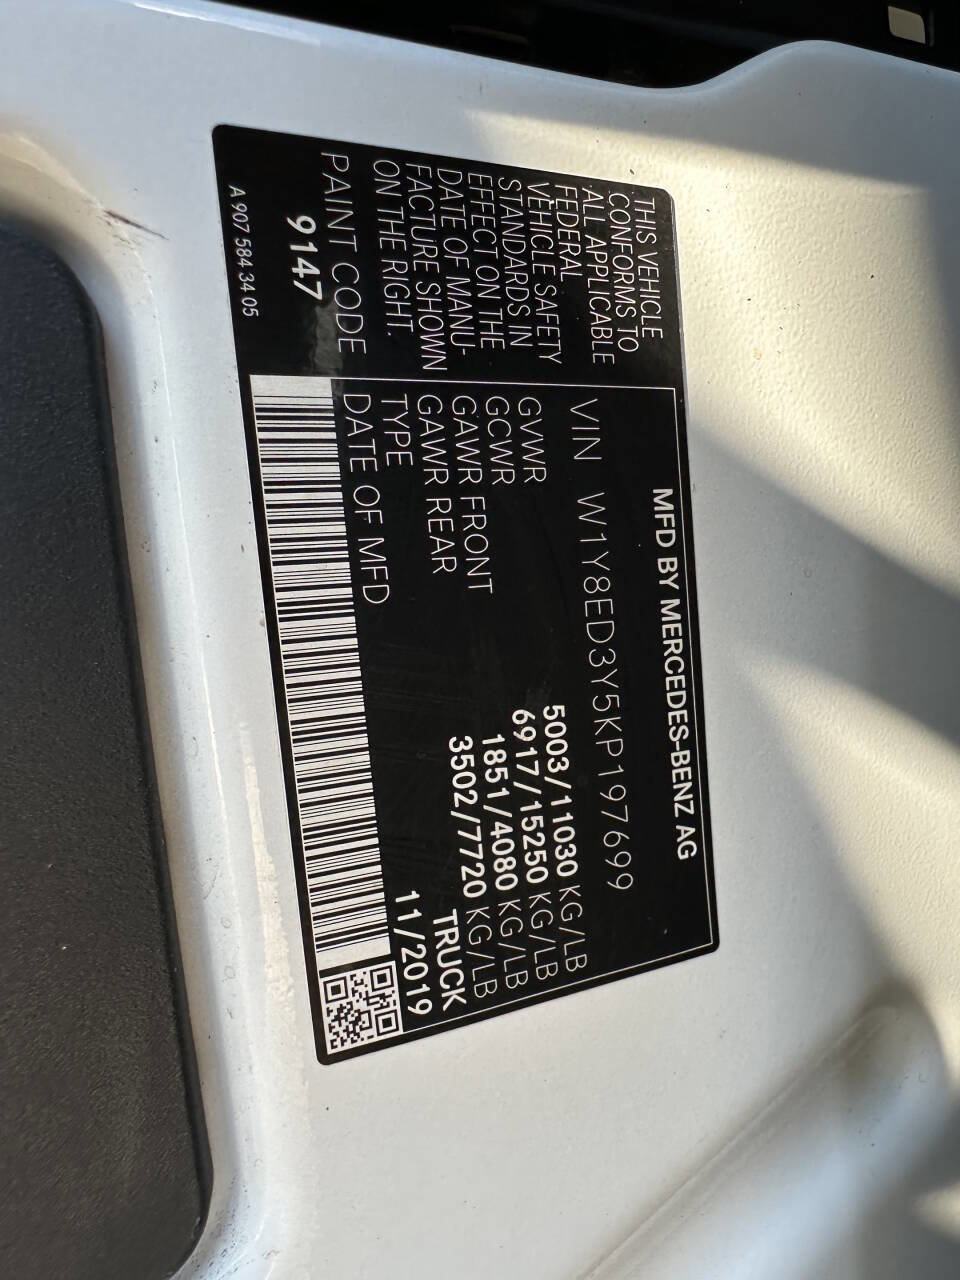 THIS VEHICLE
CONFORMS TO
ALL APPLICABLE
FEDERAL
VEHICLE SAFETY
STANDARDS IN
EFFECT ON THE
DATE OF MANU-
FACTURE SHOWN
ON THE RIGHT.
PAINT CODE
9147
A 907 584 34 05
MFD BY MERCEDES-BENZ AG
VIN W1Y8ED3Y5KP197699
GVWR 5003/11030 KG/LB
GCWR 6917/15250 KG/LB
GAWR FRONT 1851/4080 KG/LB
GAWR REAR 3502/7720 KG/LB
TYPE TRUCK
DATE OF MFD 11/2019